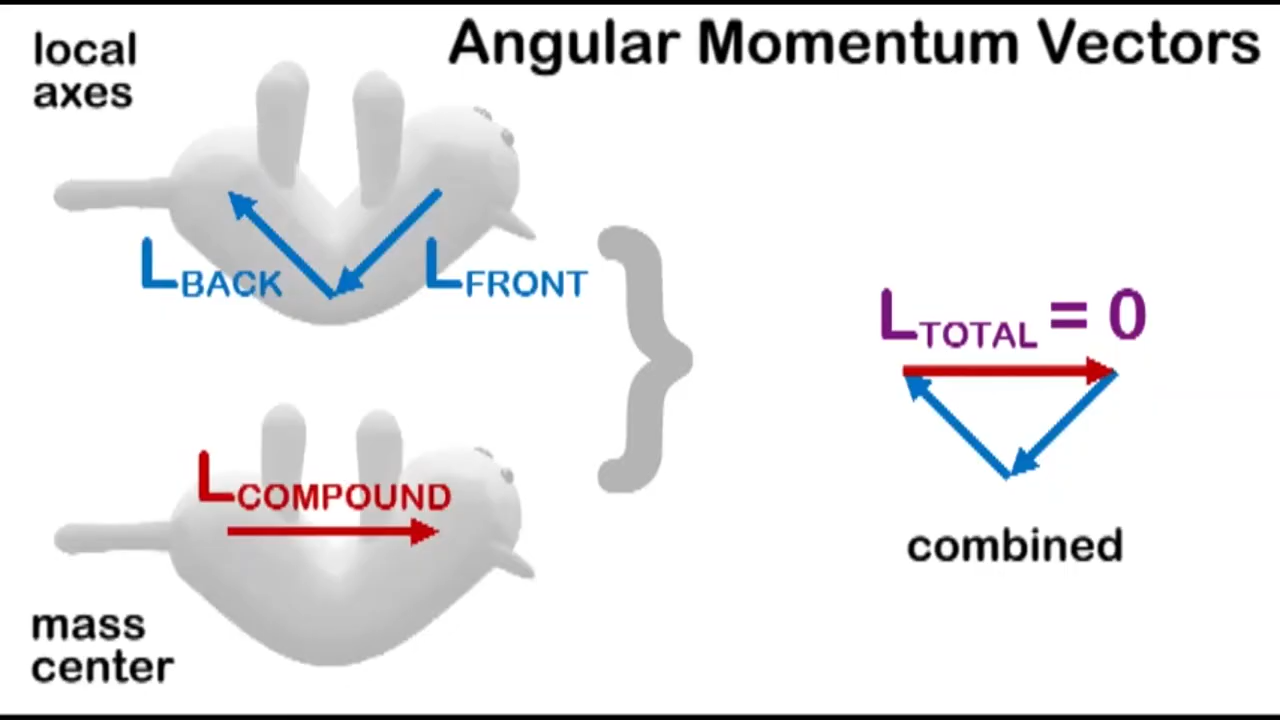 Angular Momentum Vectors
local
axes
LBACK
LFRONT
LCOMPOUND
mass
center
LTOTAL = 0
combined